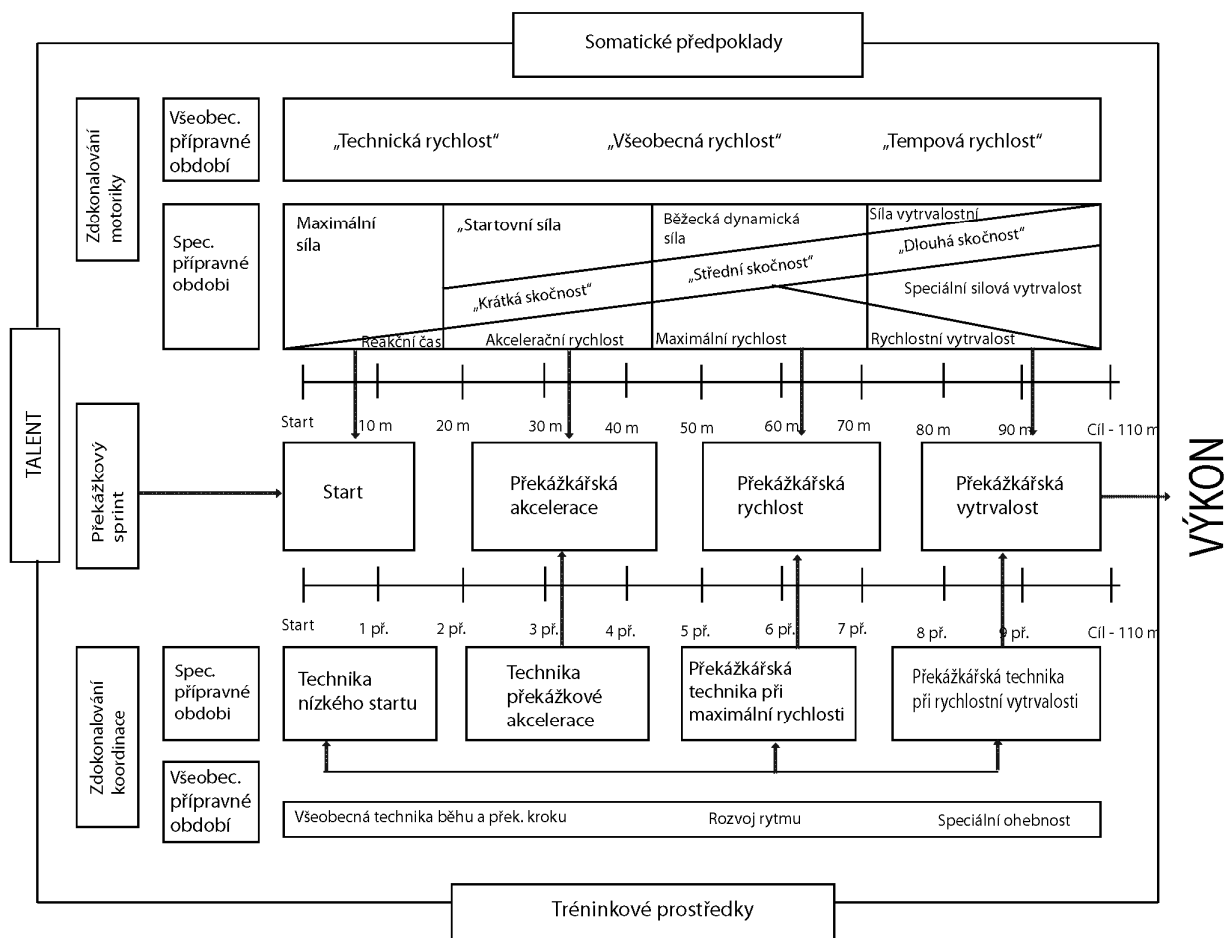 Somatické předpoklady
Zdokonalování
motoriky
Všeobec.
přípravné
období
„Technická rychlost“
„Všeobecná rychlost“
„Tempová rychlost“
Spec.
přípravné
obdobi
Maximální
síla
„Startovní síla
Běžecká dynamická
síla
Síla vytrvalostní
„Krátká skočnost“
„Střední skočnost“
„Dlouhá skočnost“
Speciální silová vytrvalost
Reakční čas
Akcelerační rychlost
Maximální rychlost
Rychlostní vytrvalost
Start
10 m
20 m
30 m
40 m
50 m
60 m
70 m
80 m
90 m
Cíl - 110 m
TALENT
Překážkový
sprint
Start
Překážkářská
akcelerace
Překážkářská
rychlost
Překážkářská
vytrvalost
VÝKON
Start
1 př.
2 př.
3 př.
4 př.
5 př.
6 př.
7 př.
8 př.
9 př.
Cíl - 110 m
Zdokonalování
koordinace
Spec.
přípravné
obdobi
Technika
nízkého startu
Technika
překážkové
akcelerace
Překážkářská
technika při
maximální rychlosti
Překážkářská technika
při rychlostní vytrvalosti
Všeobec.
přípravné
období
Všeobecná technika běhu a přek. kroku
Rozvoj rytmu
Speciální ohebnost
Tréninkové prostředky